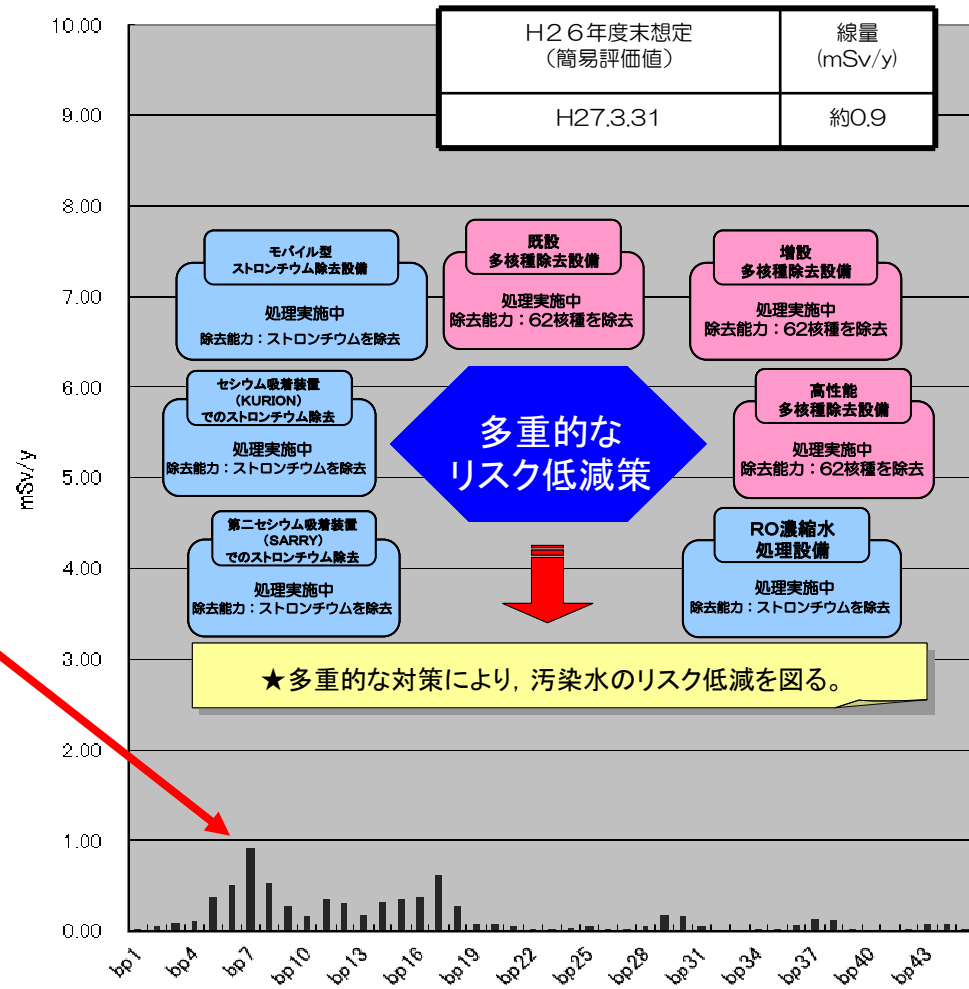 10.00
9.00
8.00
7.00
6.00
5.00
4.00
3.00
2.00
1.00
0.00
mSv/y
H26年度末想定
(簡易評価値)
線量
(mSv/y)
H27.3.31
約0.9
モバイル型
ストロンチウム除去設備
処理実施中
除去能力：ストロンチウムを除去
既設
多核種除去設備
処理実施中
除去能力：62核種を除去
増設
多核種除去設備
処理実施中
除去能力：62核種を除去
セシウム吸着装置
(KURION)
でのストロンチウム除去
処理実施中
除去能力：ストロンチウムを除去
多重的な
リスク低減策
高性能
多核種除去設備
処理実施中
除去能力：62核種を除去
第二セシウム吸着装置
(SARRY)
でのストロンチウム除去
処理実施中
除去能力：ストロンチウムを除去
RO濃縮水
処理設備
処理実施中
除去能力：ストロンチウムを除去
★多重的な対策により，汚染水のリスク低減を図る。
bp1
bp4
bp7
bp10
bp13
bp16
bp19
bp22
bp25
bp28
bp31
bp34
bp37
bp40
bp43